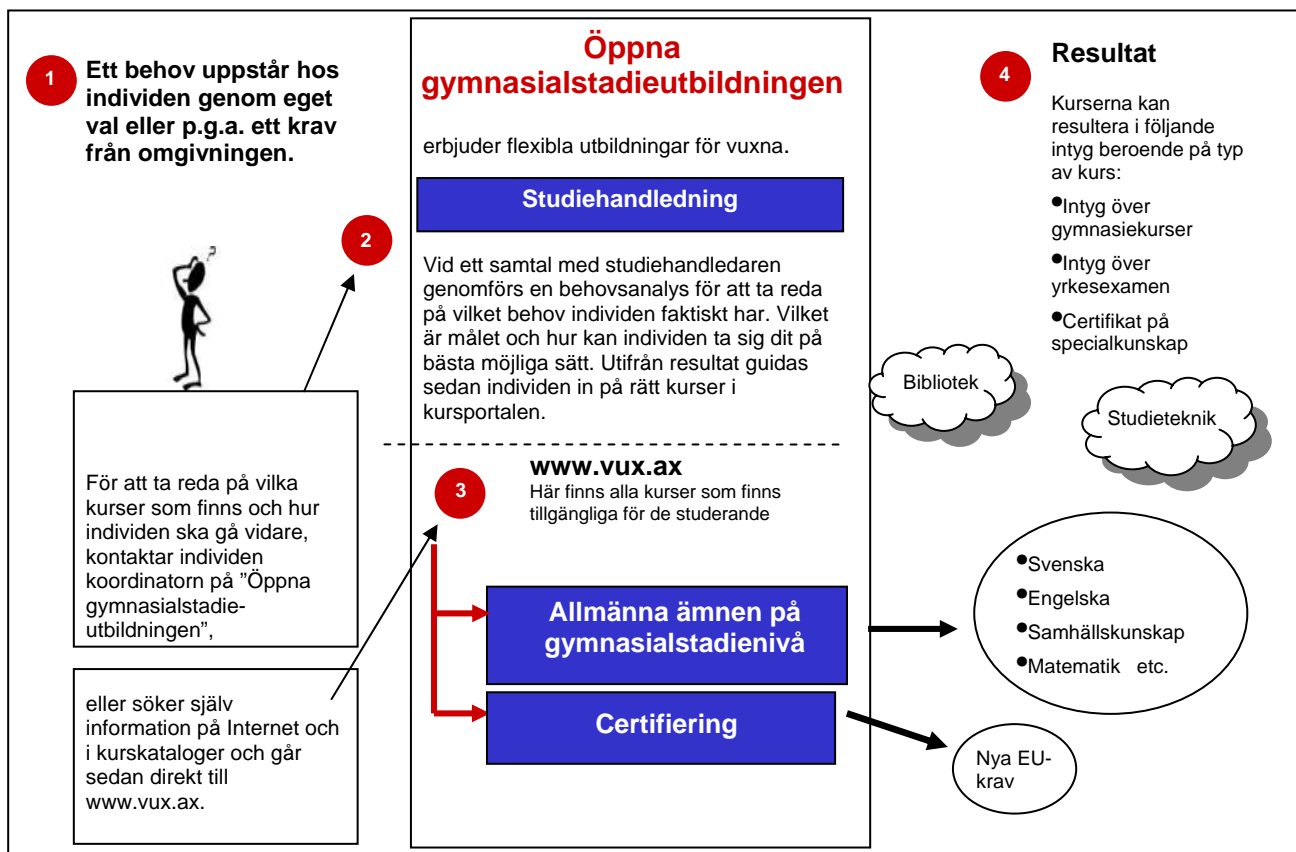 1
Ett behov uppstår hos
individen genom eget
val eller p.g.a. ett krav
från omgivningen.
För att ta reda på vilka
kurser som finns och hur
individen ska gå vidare,
kontaktar individen
koordinatorn på ”Öppna
gymnasialstadie-
utbildningen”,
eller söker själv
information på Internet och
i kurskataloger och går
sedan direkt till
www.vux.ax.
2
Öppna
gymnasialstadieutbildningen
erbjuder flexibla utbildningar för vuxna.
Studiehandledning
Vid ett samtal med studiehandledaren
genomförs en behovsanalys för att ta reda
på vilket behov individen faktiskt har. Vilket
är målet och hur kan individen ta sig dit på
bästa möjliga sätt. Utifrån resultat guidas
sedan individen in på rätt kurser i
kursportalen.
3
www.vux.ax
Här finns alla kurser som finns
tillgängliga för de studerande
Allmänna ämnen på
gymnasialstadienivå
Certifiering
4
Resultat
Kurserna kan
resultera i följande
intyg beroende på typ
av kurs:
●Intyg över
gymnasiekurser
●Intyg över
yrkesexamen
●Certifikat på
specialkunskap
Bibliotek
Studieteknik
●Svenska
●Engelska
●Samhällskunskap
●Matematik etc.
Nya EU-
krav